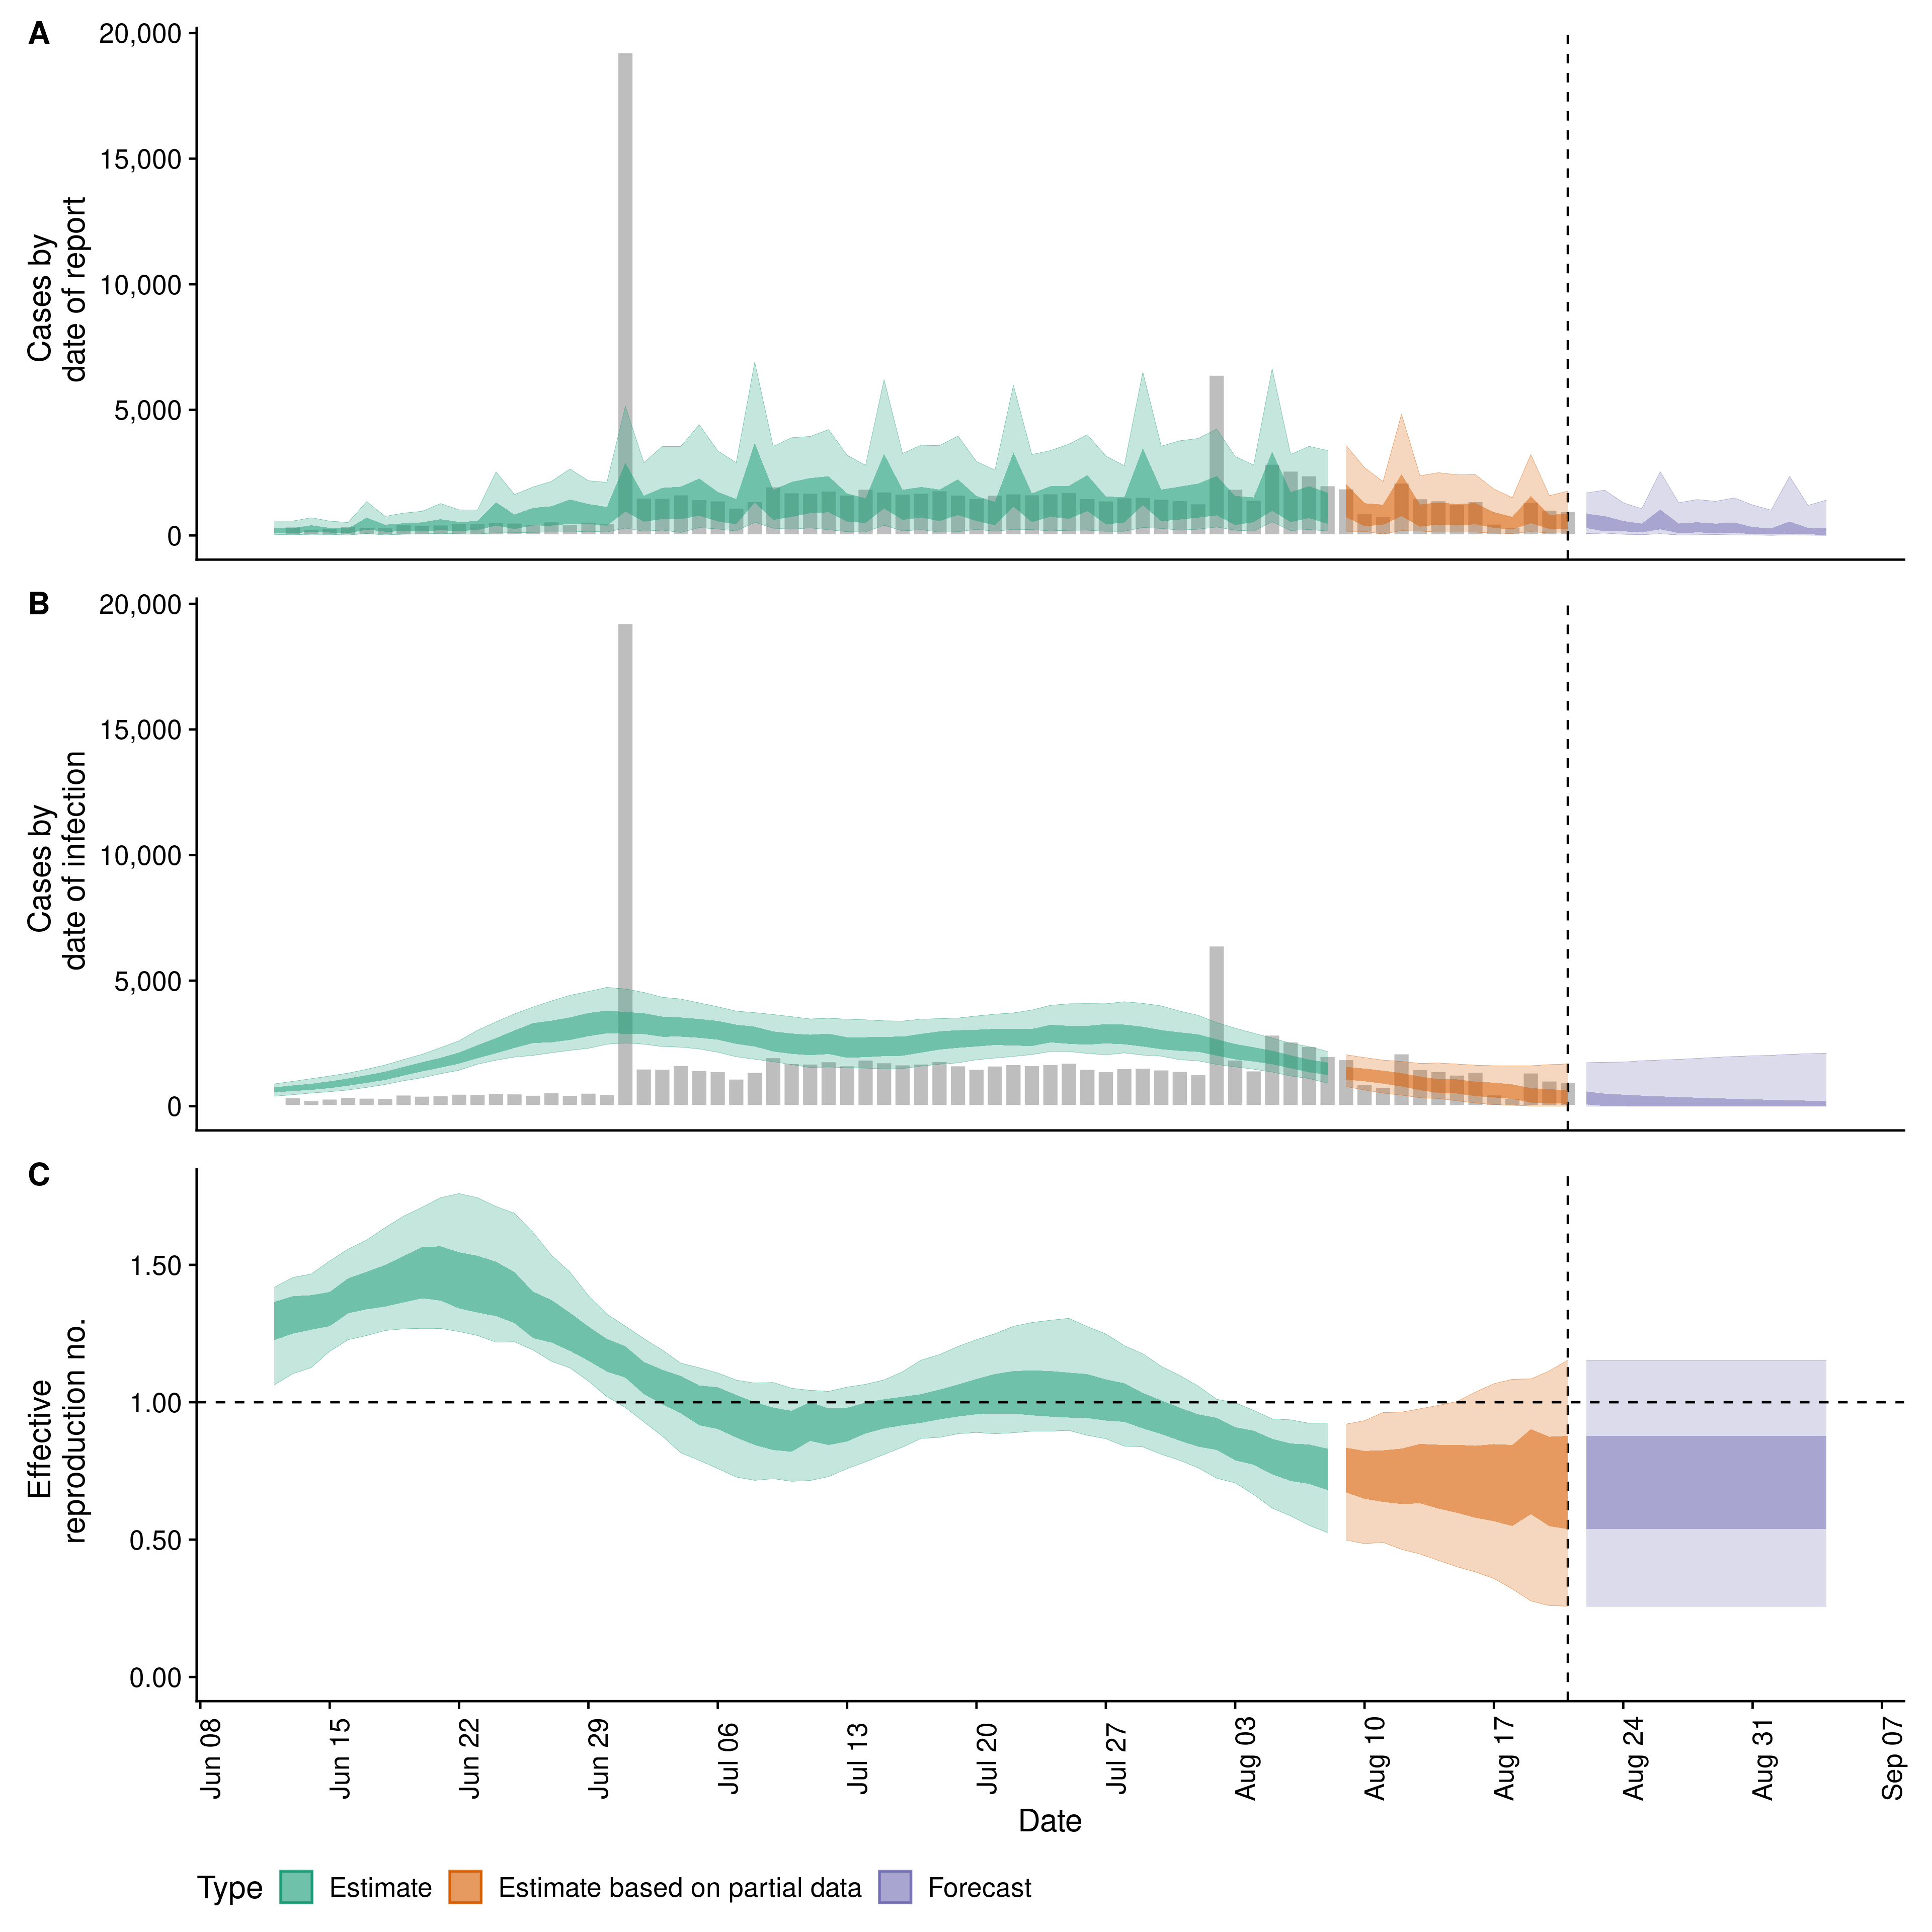 A
20,000
15,000
10,000
5,000
0
Cases by
date of report
B
20,000
15,000
10,000
5,000
0
Cases by
date of infection
C
1.50
1.00
0.50
0.00
Effective
reproduction no.
Jun 08
Jun 15
Jun 22
Jun 29
Jul 06
Jul 13
Jul 20
Jul 27
Aug 03
Aug 10
Aug 17
Aug 24
Aug 31
Sep 07
Date
Type Estimate Estimate based on partial data Forecast